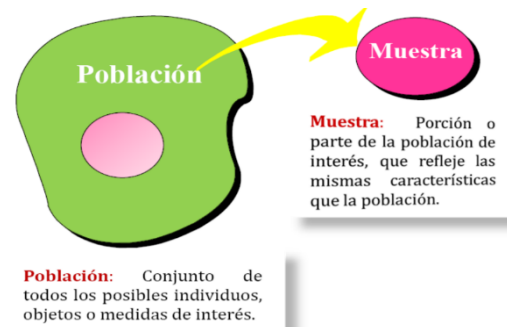 Población
Muestra
Muestra: Porción o
parte de la población de
interés, que refleje las
mismas características
que la población.
Población: Conjunto de
todos los posibles individuos,
objetos o medidas de interés.